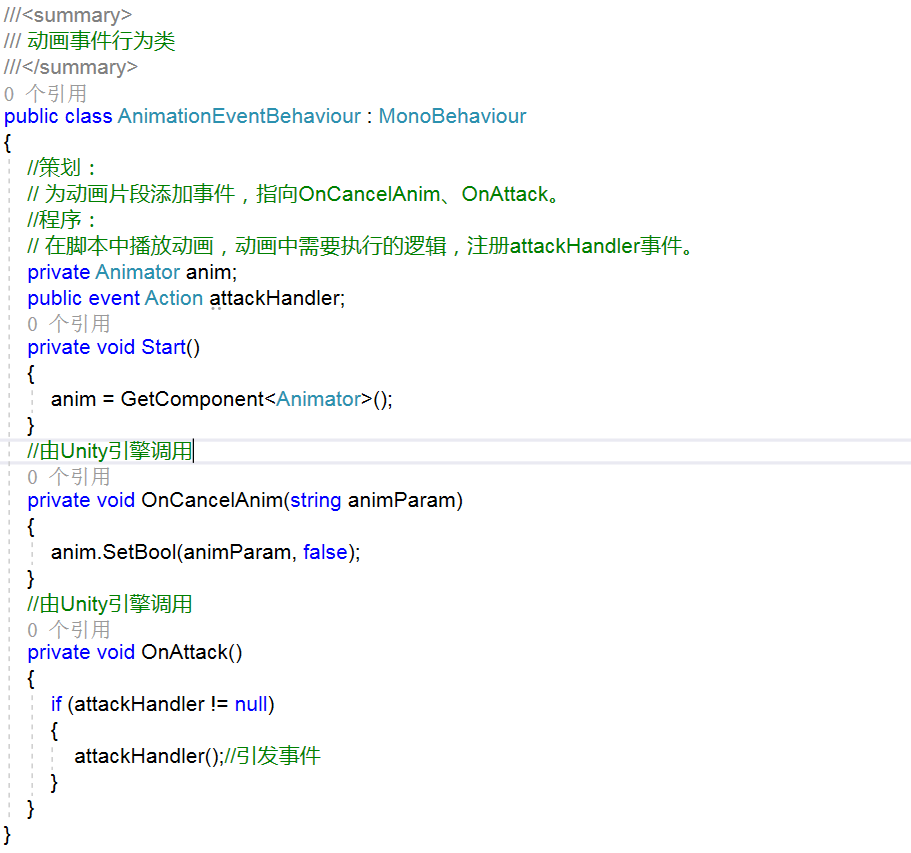 ///<summary>
/// 动画事件行为类
///</summary>
0 个引用
public class AnimationEventBehaviour : MonoBehaviour
{
//策划：
// 为动画片段添加事件，指向OnCancelAnim、OnAttack。
//程序：
// 在脚本中播放动画，动画中需要执行的逻辑，注册attackHandler事件。
private Animator anim;
public event Action attackHandler;
0 个引用
private void Start()
{
anim = GetComponent<Animator>();
}
//由Unity引擎调用
0 个引用
private void OnCancelAnim(string animParam)
{
anim.SetBool(animParam, false);
}
//由Unity引擎调用
0 个引用
private void OnAttack()
{
if (attackHandler != null)
{
attackHandler();//引发事件
}
}
}